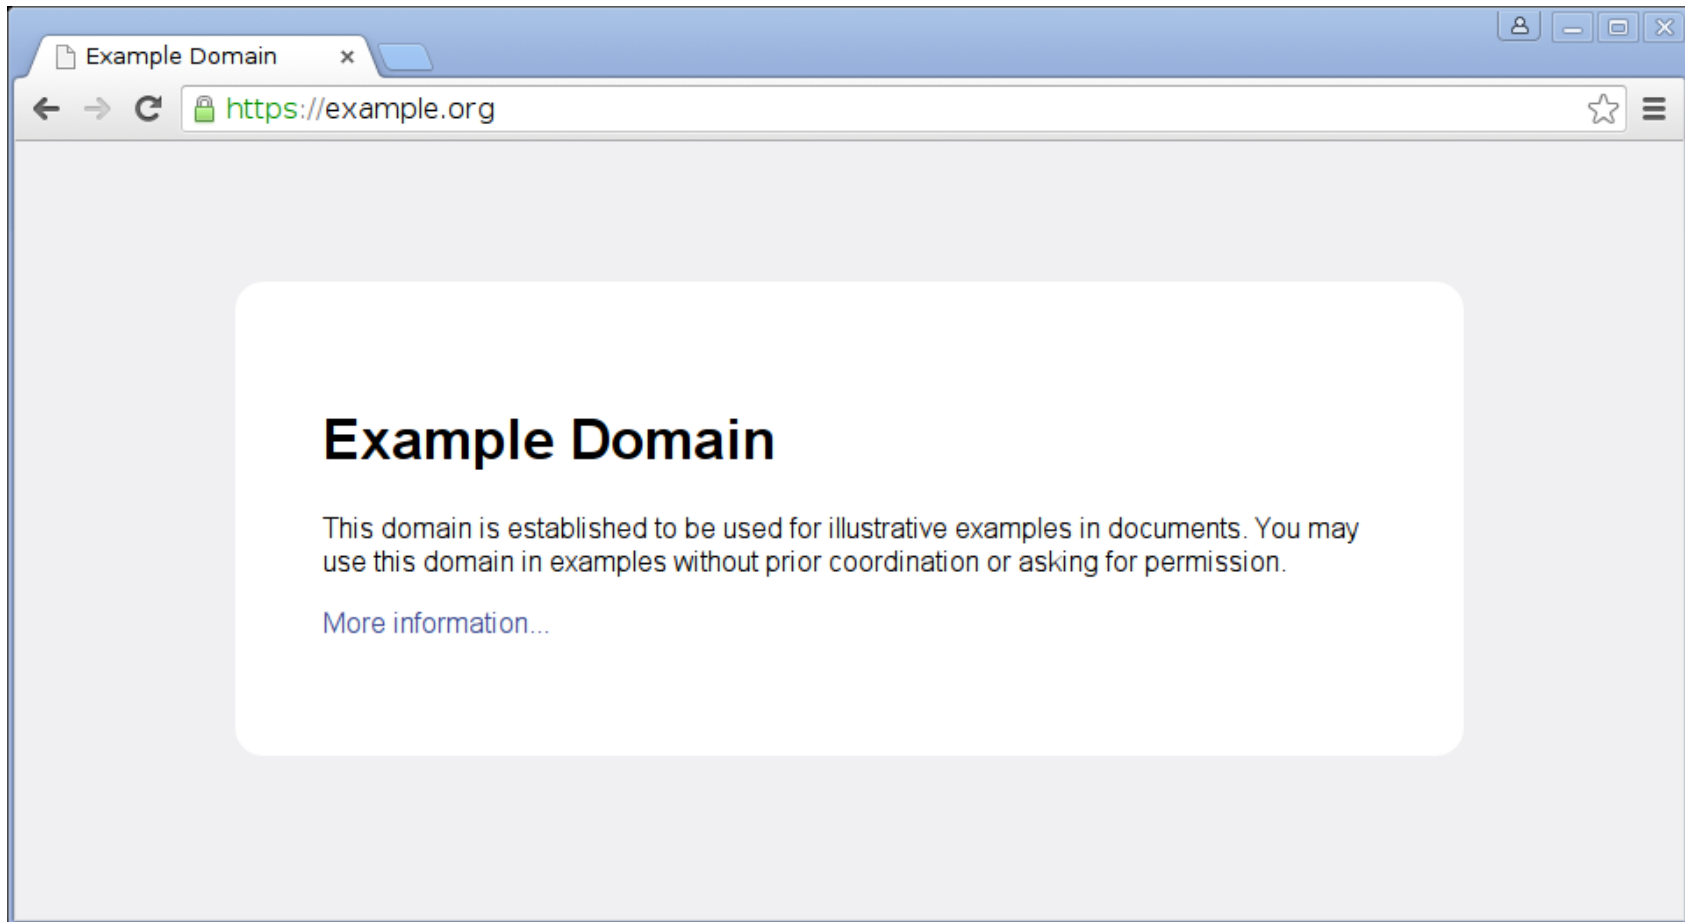 Example Domain
https://example.org
Example Domain
This domain is established to be used for illustrative examples in documents. You may
use this domain in examples without prior coordination or asking for permission.
More information...